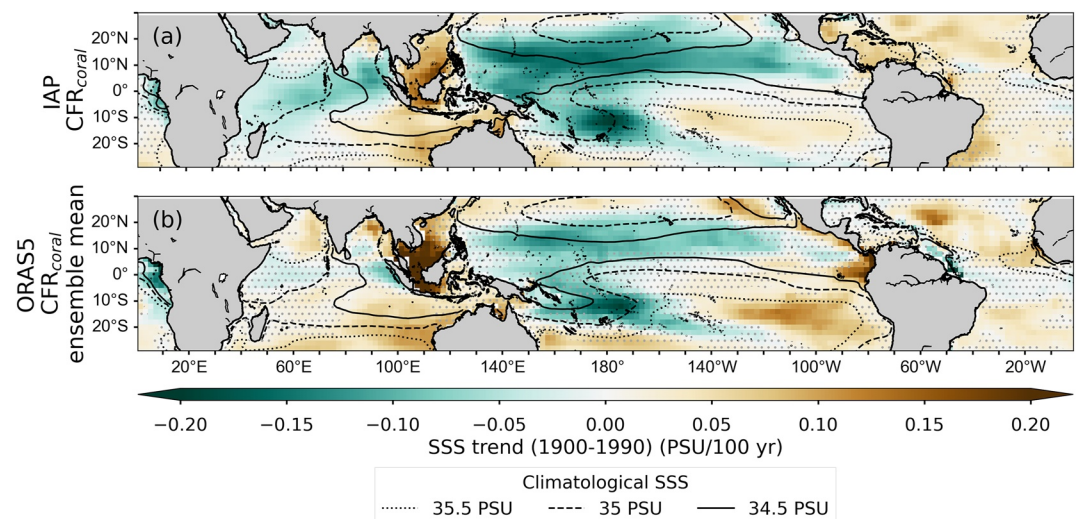 (a)
20°N
10°N
0°
10°S
20°S
IAP
CFRcoral
(b)
20°N
10°N
0°
10°S
20°S
ORAS5
CFRcoral
ensemble mean
20°E 60°E 100°E 140°E 180° 140°W 100°W 60°W 20°W
−0.20 −0.15 −0.10 −0.05 0.00 0.05 0.10 0.15 0.20
SSS trend (1900-1990) (PSU/100 yr)
Climatological SSS
35.5 PSU 35 PSU 34.5 PSU